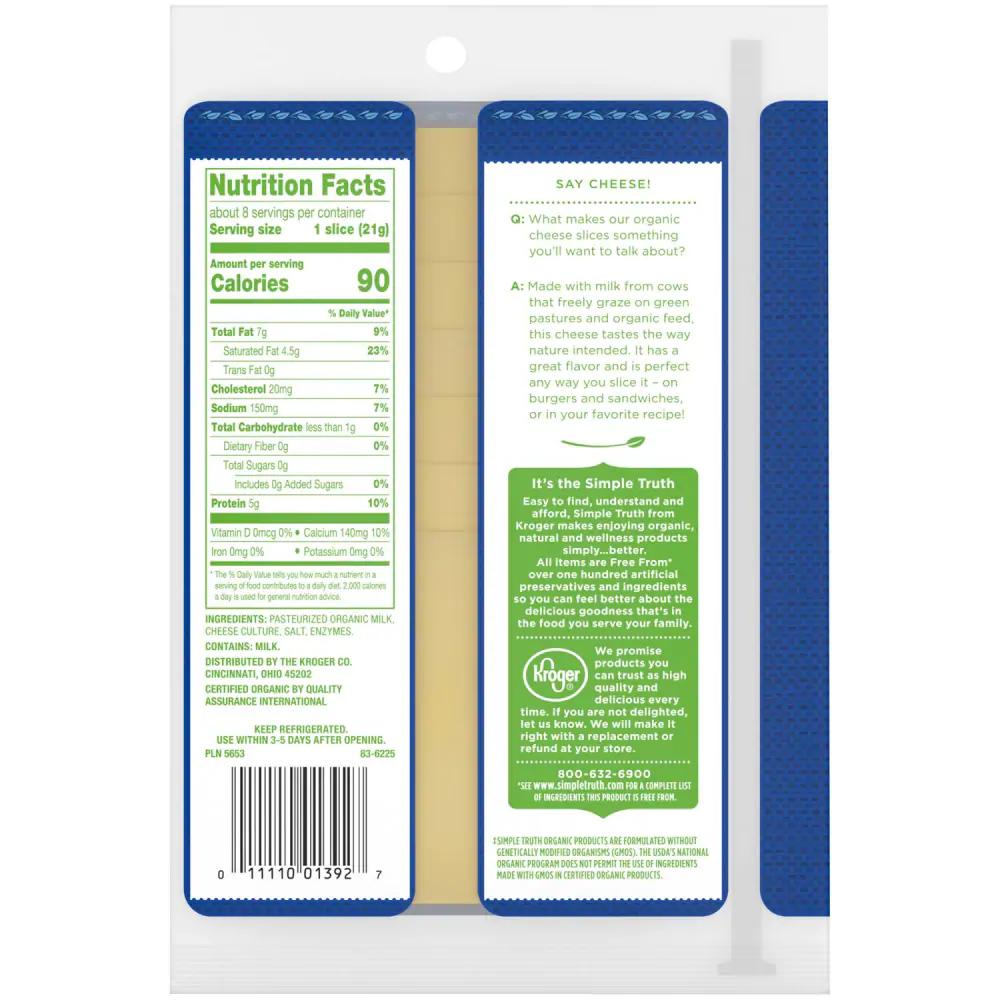 Nutrition Facts
about 8 servings per container
Serving size 1 slice (21g)
Amount per serving
Calories 90
% Daily Value*
Total Fat 7g 9%
Saturated Fat 4.5g 23%
Trans Fat 0g
Cholesterol 20mg 7%
Sodium 150mg 7%
Total Carbohydrate less than 1g 0%
Dietary Fiber 0g 0%
Total Sugars 0g
Includes 0g Added Sugars 0%
Protein 5g 10%
Vitamin D 0mcg 0% • Calcium 140mg 10%
Iron 0mg 0% • Potassium 0mg 0%
* The % Daily Value tells you how much a nutrient in a
serving of food contributes to a daily diet. 2,000 calories
a day is used for general nutrition advice.
INGREDIENTS: PASTEURIZED ORGANIC MILK,
CHEESE CULTURE, SALT, ENZYMES.
CONTAINS: MILK.
DISTRIBUTED BY THE KROGER CO.
CINCINNATI, OHIO 45202
CERTIFIED ORGANIC BY QUALITY
ASSURANCE INTERNATIONAL
KEEP REFRIGERATED.
USE WITHIN 3-5 DAYS AFTER OPENING.
PLN 5653 83-6225
0 11110 01392 7
SAY CHEESE!
Q: What makes our organic
cheese slices something
you'll want to talk about?
A: Made with milk from cows
that freely graze on green
pastures and organic feed,
this cheese tastes the way
nature intended. It has a
great flavor and is perfect
any way you slice it – on
burgers and sandwiches,
or in your favorite recipe!
It's the Simple Truth
Easy to find, understand and
afford, Simple Truth from
Kroger makes enjoying organic,
natural and wellness products
simply...better.
All items are Free From*
over one hundred artificial
preservatives and ingredients
so you can feel better about the
delicious goodness that's in
the food you serve your family.
Kroger®
We promise
products you
can trust as high
quality and
delicious every
time. If you are not delighted,
let us know. We will make it
right with a replacement or
refund at your store.
800-632-6900
*SEE www.simpletruth.com FOR A COMPLETE LIST
OF INGREDIENTS THIS PRODUCT IS FREE FROM.
‡SIMPLE TRUTH ORGANIC PRODUCTS ARE FORMULATED WITHOUT
GENETICALLY MODIFIED ORGANISMS (GMOS). THE USDA'S NATIONAL
ORGANIC PROGRAM DOES NOT PERMIT THE USE OF INGREDIENTS
MADE WITH GMOS IN CERTIFIED ORGANIC PRODUCTS.